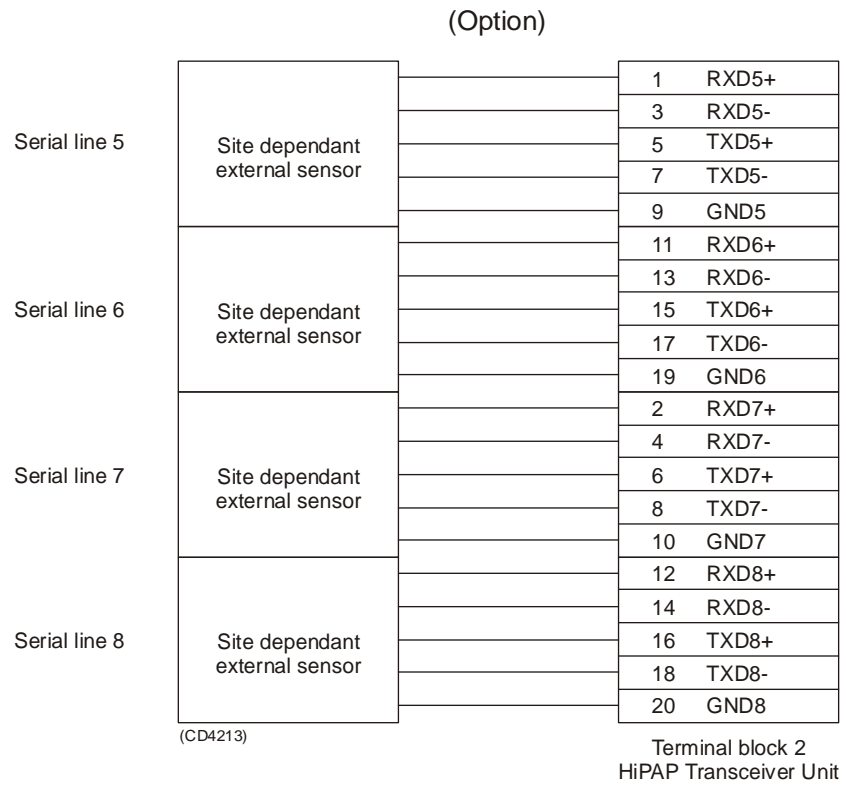 (Option)
Serial line 5
Site dependant
external sensor
1 RXD5+
3 RXD5-
5 TXD5+
7 TXD5-
9 GND5
Serial line 6
Site dependant
external sensor
11 RXD6+
13 RXD6-
15 TXD6+
17 TXD6-
19 GND6
Serial line 7
Site dependant
external sensor
2 RXD7+
4 RXD7-
6 TXD7+
8 TXD7-
10 GND7
Serial line 8
Site dependant
external sensor
12 RXD8+
14 RXD8-
16 TXD8+
18 TXD8-
20 GND8
(CD4213)
Terminal block 2
HiPAP Transceiver Unit